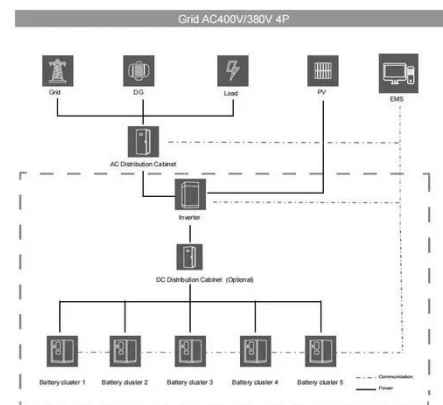 Grid AC400V/380V 4P
Grid
DG
Load
PV
EMS
AC Distribution Cabinet
Inverter
DC Distribution Cabinet (Optional)
Battery cluster 1
Battery cluster 2
Battery cluster 3
Battery cluster 4
Battery cluster 5
Communication
Power